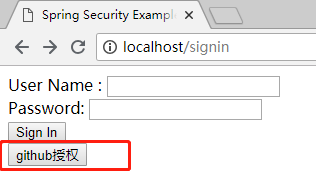 Spring Security Example
localhost/signin
User Name :
Password:
Sign In
github授权